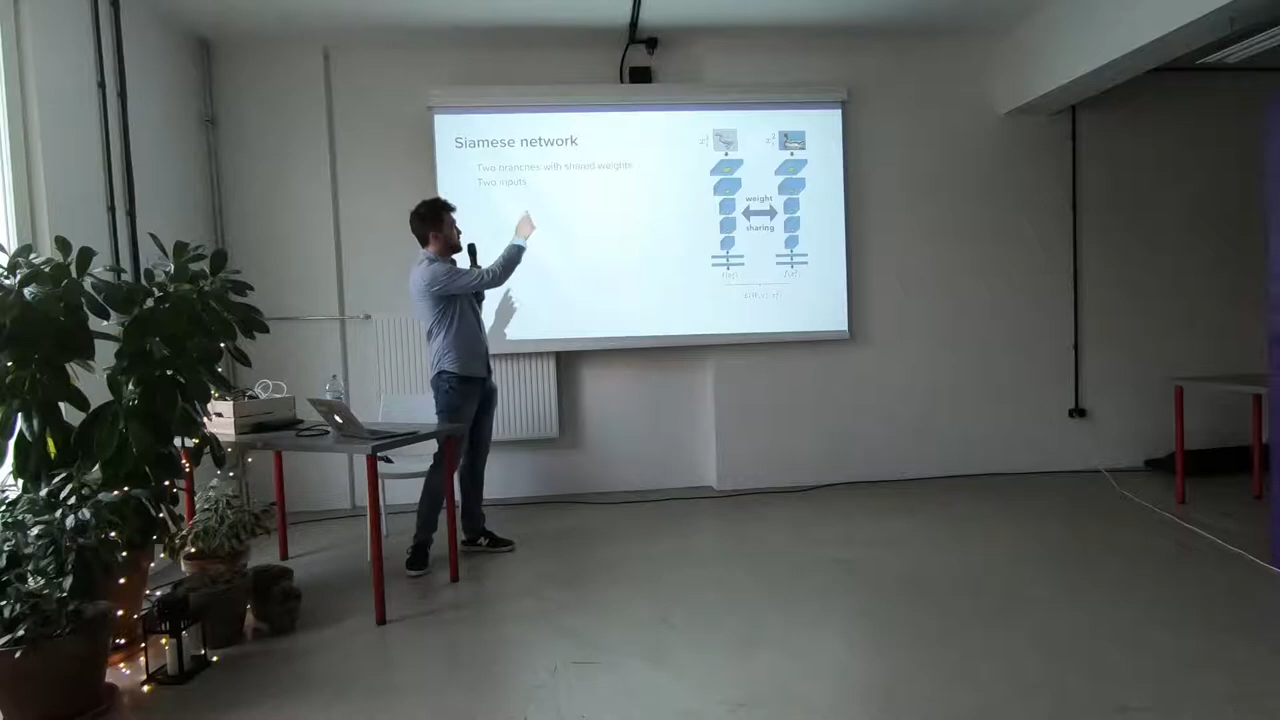 Siamese network
Two branches with shared weights
Two inputs
weight
sharing